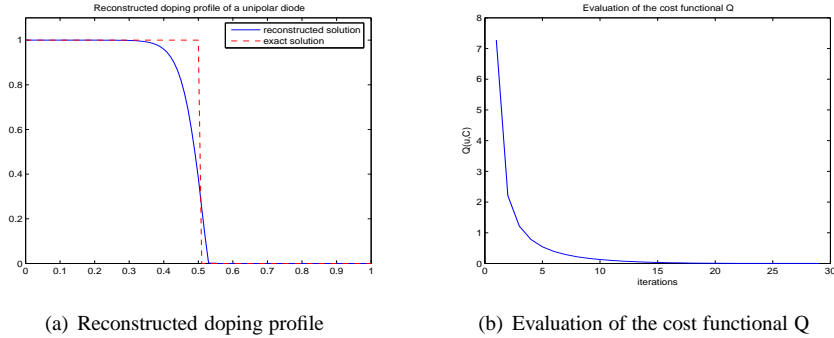 Reconstructed doping profile of a unipolar diode
reconstructed solution
exact solution
1
0.8
0.6
0.4
0.2
0
0 0.1 0.2 0.3 0.4 0.5 0.6 0.7 0.8 0.9 1
(a) Reconstructed doping profile
Evaluation of the cost functional Q
8
7
6
5
4
3
2
1
0
Q(u,C)
0 5 10 15 20 25 30
iterations
(b) Evaluation of the cost functional Q